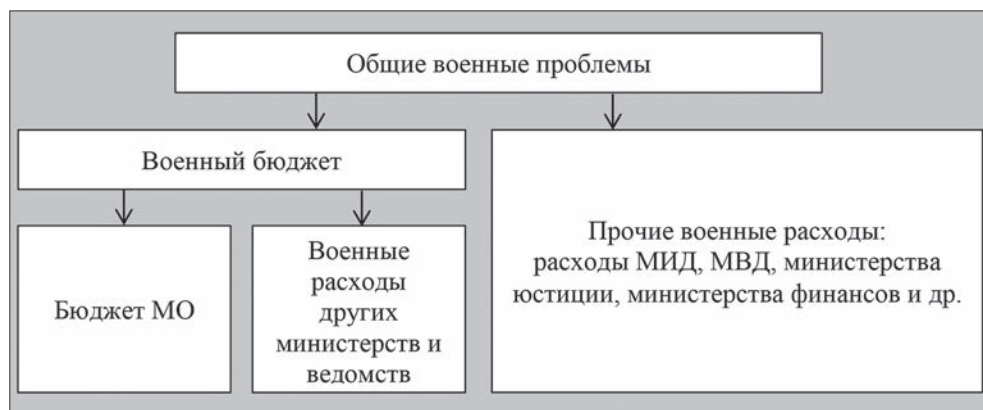 Общие военные проблемы
Военный бюджет
Бюджет МО
Военные
расходы
других
министерств и
ведомств
Прочие военные расходы:
расходы МИД, МВД, министерства
юстиции, министерства финансов и др.